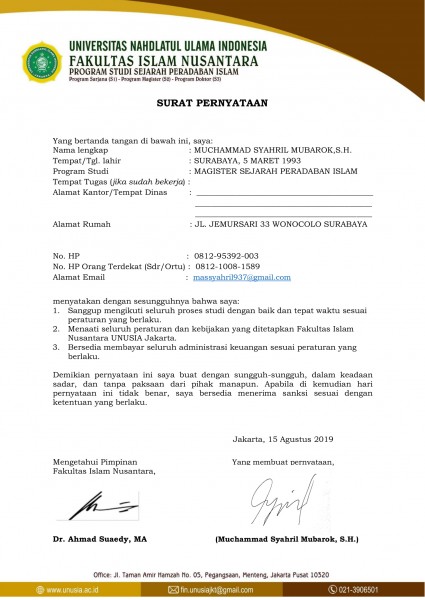 UNIVERSITAS NAHDLATUL ULAMA INDONESIA
FAKULTAS ISLAM NUSANTARA
PROGRAM STUDI SEJARAH PERADABAN ISLAM
Program Sarjana (S1) - Program Magister (S2) - Program Doktor (S3)
SURAT PERNYATAAN
Yang bertanda tangan di bawah ini, saya:
Nama lengkap : MUCHAMMAD SYAHRIL MUBAROK,S.H.
Tempat/Tgl. lahir : SURABAYA, 5 MARET 1993
Program Studi : MAGISTER SEJARAH PERADABAN ISLAM
Tempat Tugas (jika sudah bekerja) :
Alamat Kantor/Tempat Dinas :
Alamat Rumah : JL. JEMURSARI 33 WONOCOLO SURABAYA
No. HP : 0812-95392-003
No. HP Orang Terdekat (Sdr/Ortu) : 0812-1008-1589
Alamat Email : massyahril937@gmail.com
menyatakan dengan sesungguhnya bahwa saya:
1. Sanggup mengikuti seluruh proses studi dengan baik dan tepat waktu sesuai
peraturan yang berlaku.
2. Menaati seluruh peraturan dan kebijakan yang ditetapkan Fakultas Islam
Nusantara UNUSIA Jakarta.
3. Bersedia membayar seluruh administrasi keuangan sesuai peraturan yang
berlaku.
Demikian pernyataan ini saya buat dengan sungguh-sungguh, dalam keadaan
sadar, dan tanpa paksaan dari pihak manapun. Apabila di kemudian hari
pernyataan ini tidak benar, saya bersedia menerima sanksi sesuai dengan
ketentuan yang berlaku.
Jakarta, 15 Agustus 2019
Mengetahui Pimpinan
Fakultas Islam Nusantara,
Yang membuat pernyataan,
Dr. Ahmad Suaedy, MA
(Muchammad Syahril Mubarok, S.H.)
Office: Jl. Taman Amir Hamzah No. 05, Pegangsaan, Menteng, Jakarta Pusat 10320
www.unusia.ac.id
fin.unusiajkt@gmail.com
021-3906501